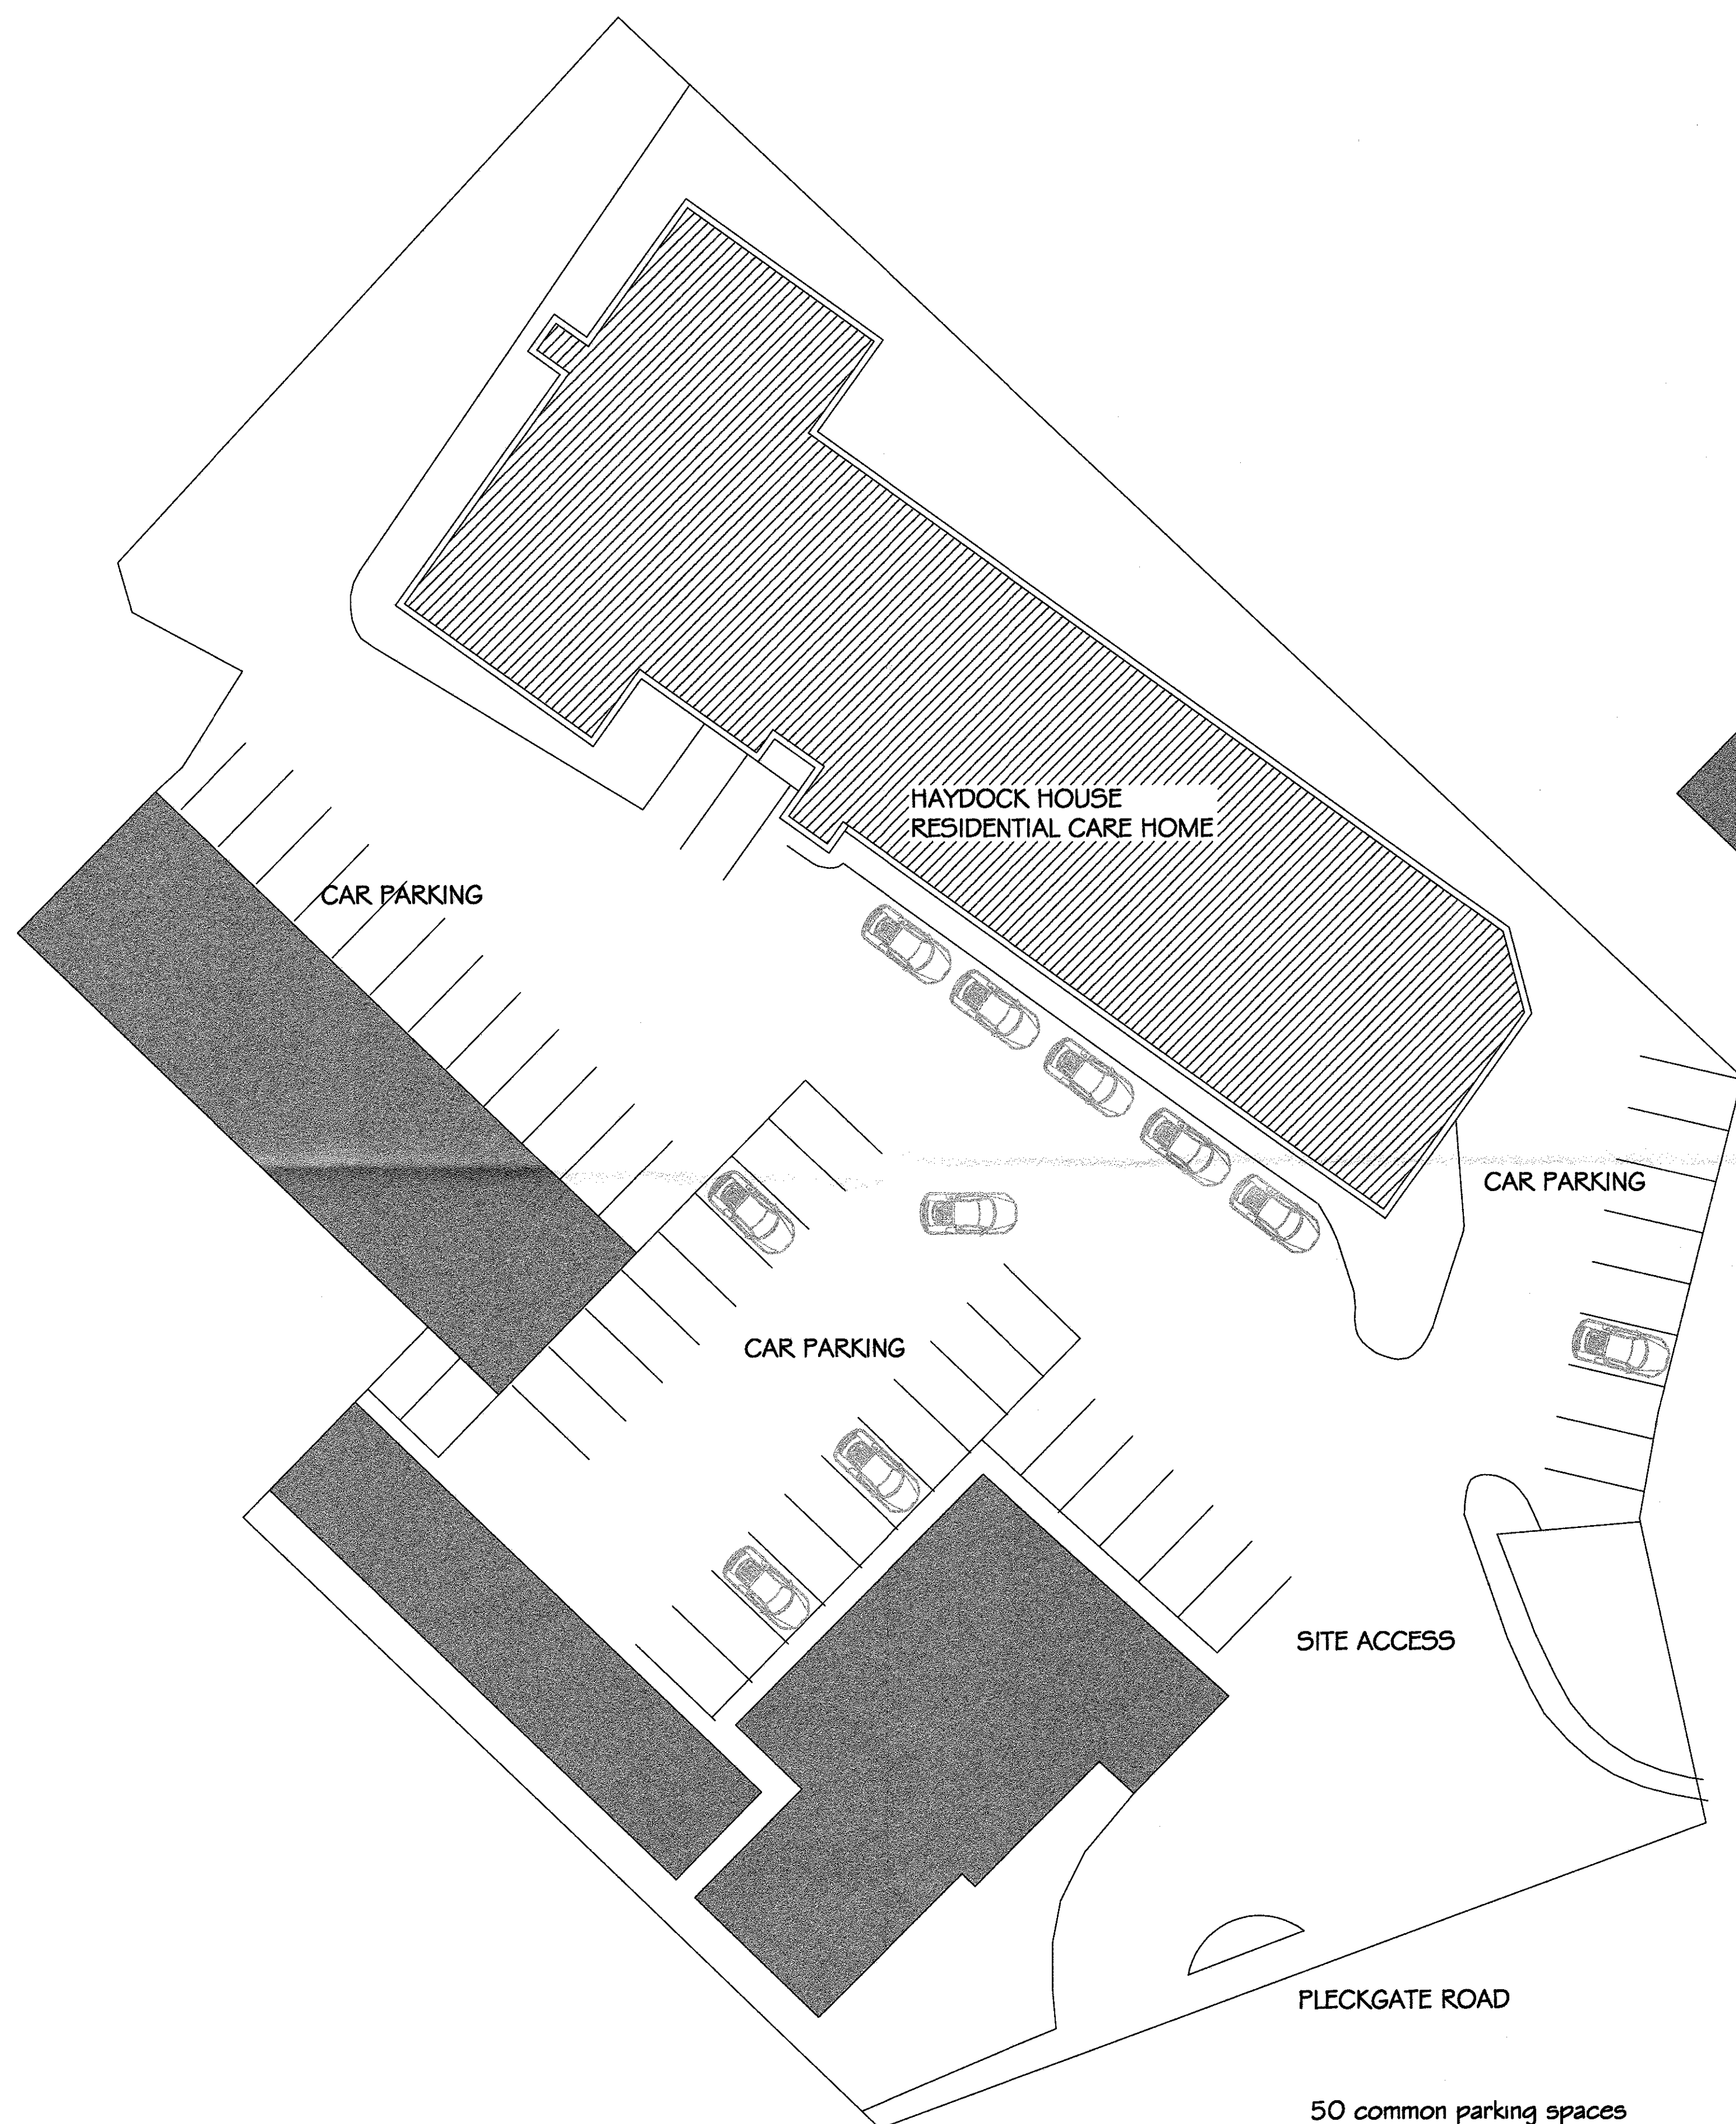 HAYDOCK HOUSE
RESIDENTIAL CARE HOME
CAR PARKING
CAR PARKING
CAR PARKING
SITE ACCESS
PLECKGATE ROAD
50 common parking spaces